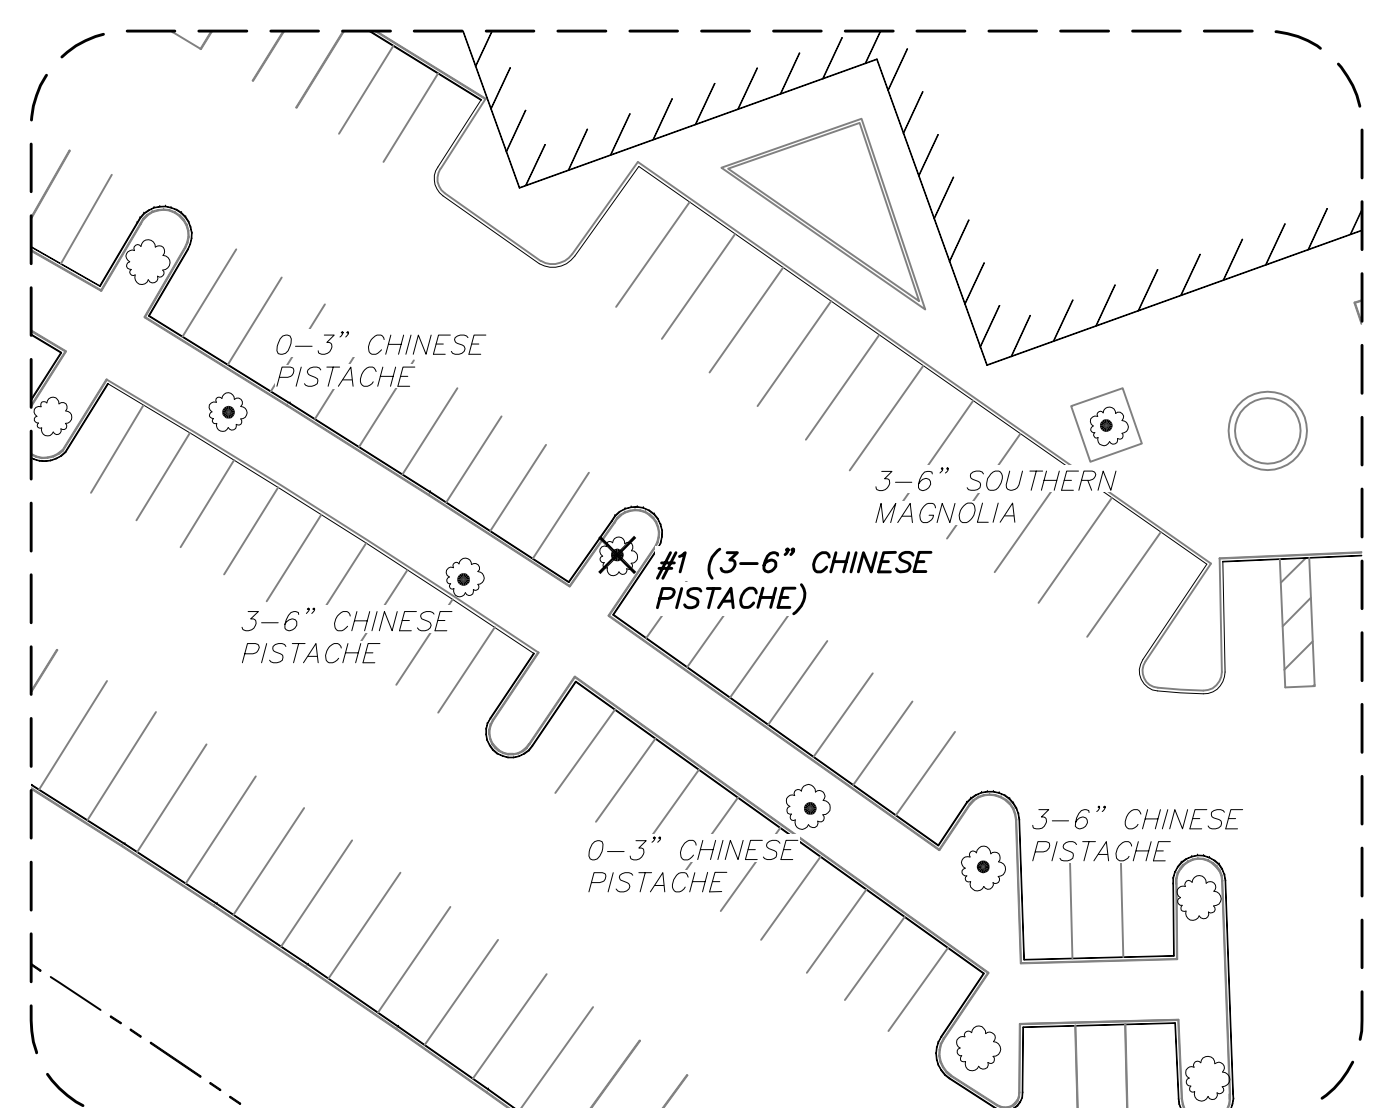 0-3" CHINESE
PISTACHE
3-6" SOUTHERN
MAGNOLIA
#1 (3-6" CHINESE
PISTACHE)
3-6" CHINESE
PISTACHE
3-6" CHINESE
PISTACHE
0-3" CHINESE
PISTACHE